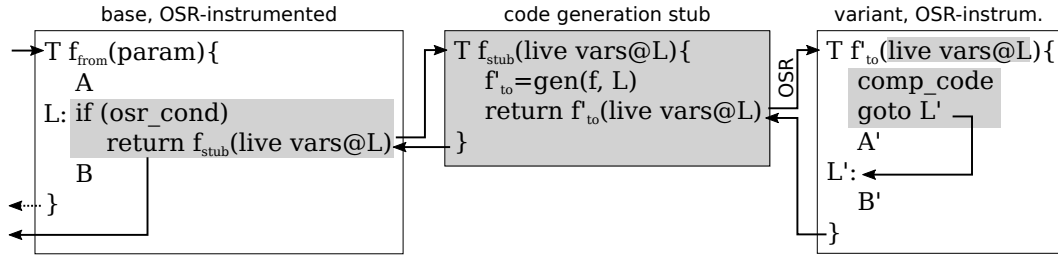 base, OSR-instrumented
T f_from(param){
A
L: if (osr_cond)
return f_stub(live vars@L)
B
}
code generation stub
T f_stub(live vars@L){
f'_to=gen(f, L)
return f'_to(live vars@L)
}
OSR
variant, OSR-instrum.
T f'_to(live vars@L){
comp_code
goto L'
A'
L':
B'
}